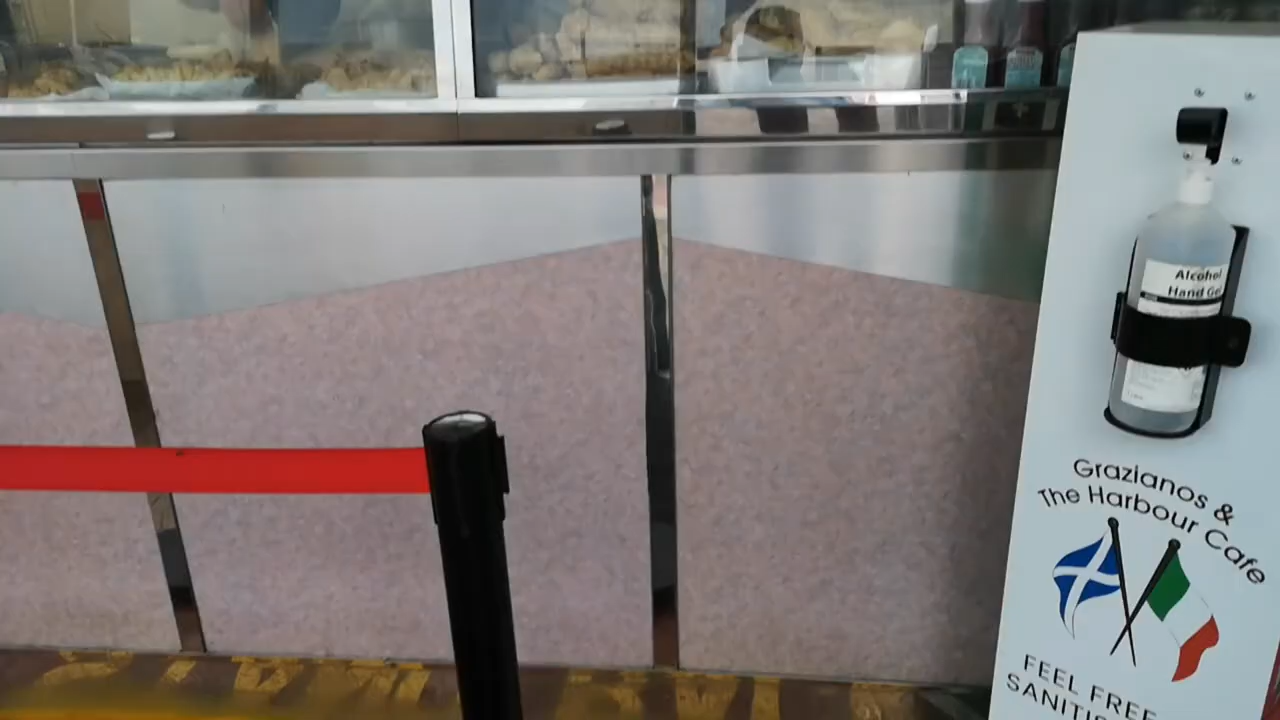 Alcohol
Hand Gel
Grazianos &
The Harbour Cafe
FEEL FREE